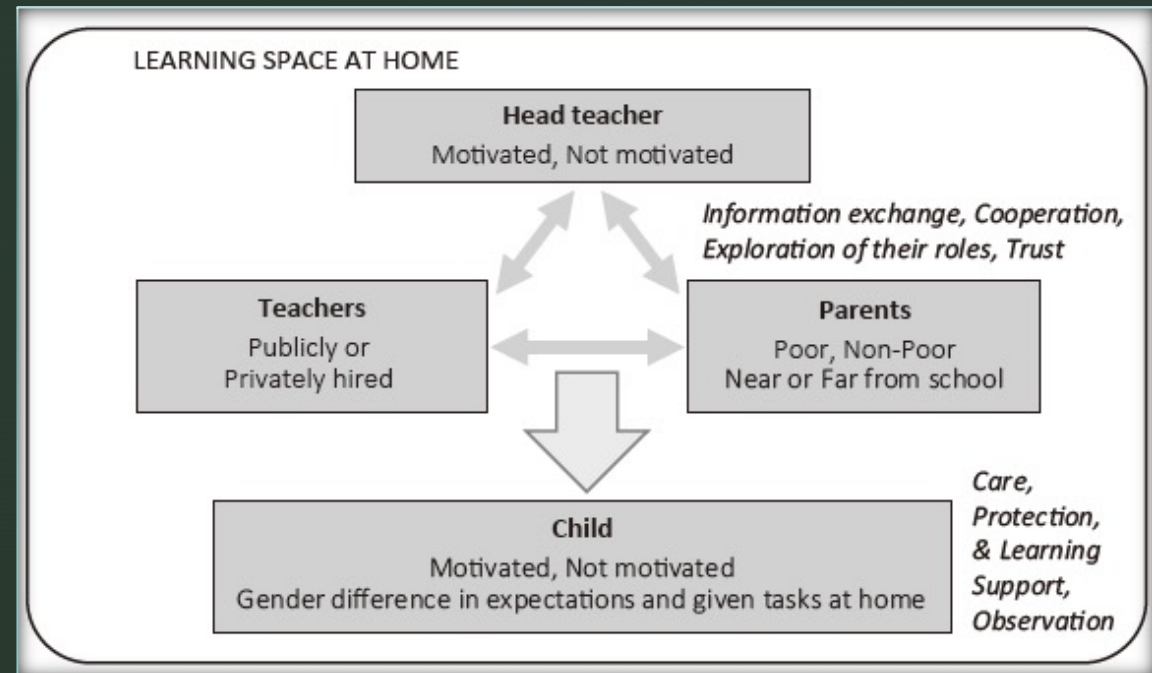 LEARNING SPACE AT HOME
Head teacher
Motivated, Not motivated
Information exchange, Cooperation,
Exploration of their roles, Trust
Teachers
Publicly or
Privately hired
Parents
Poor, Non-Poor
Near or Far from school
Child
Motivated, Not motivated
Gender difference in expectations and given tasks at home
Care,
Protection,
& Learning
Support,
Observation